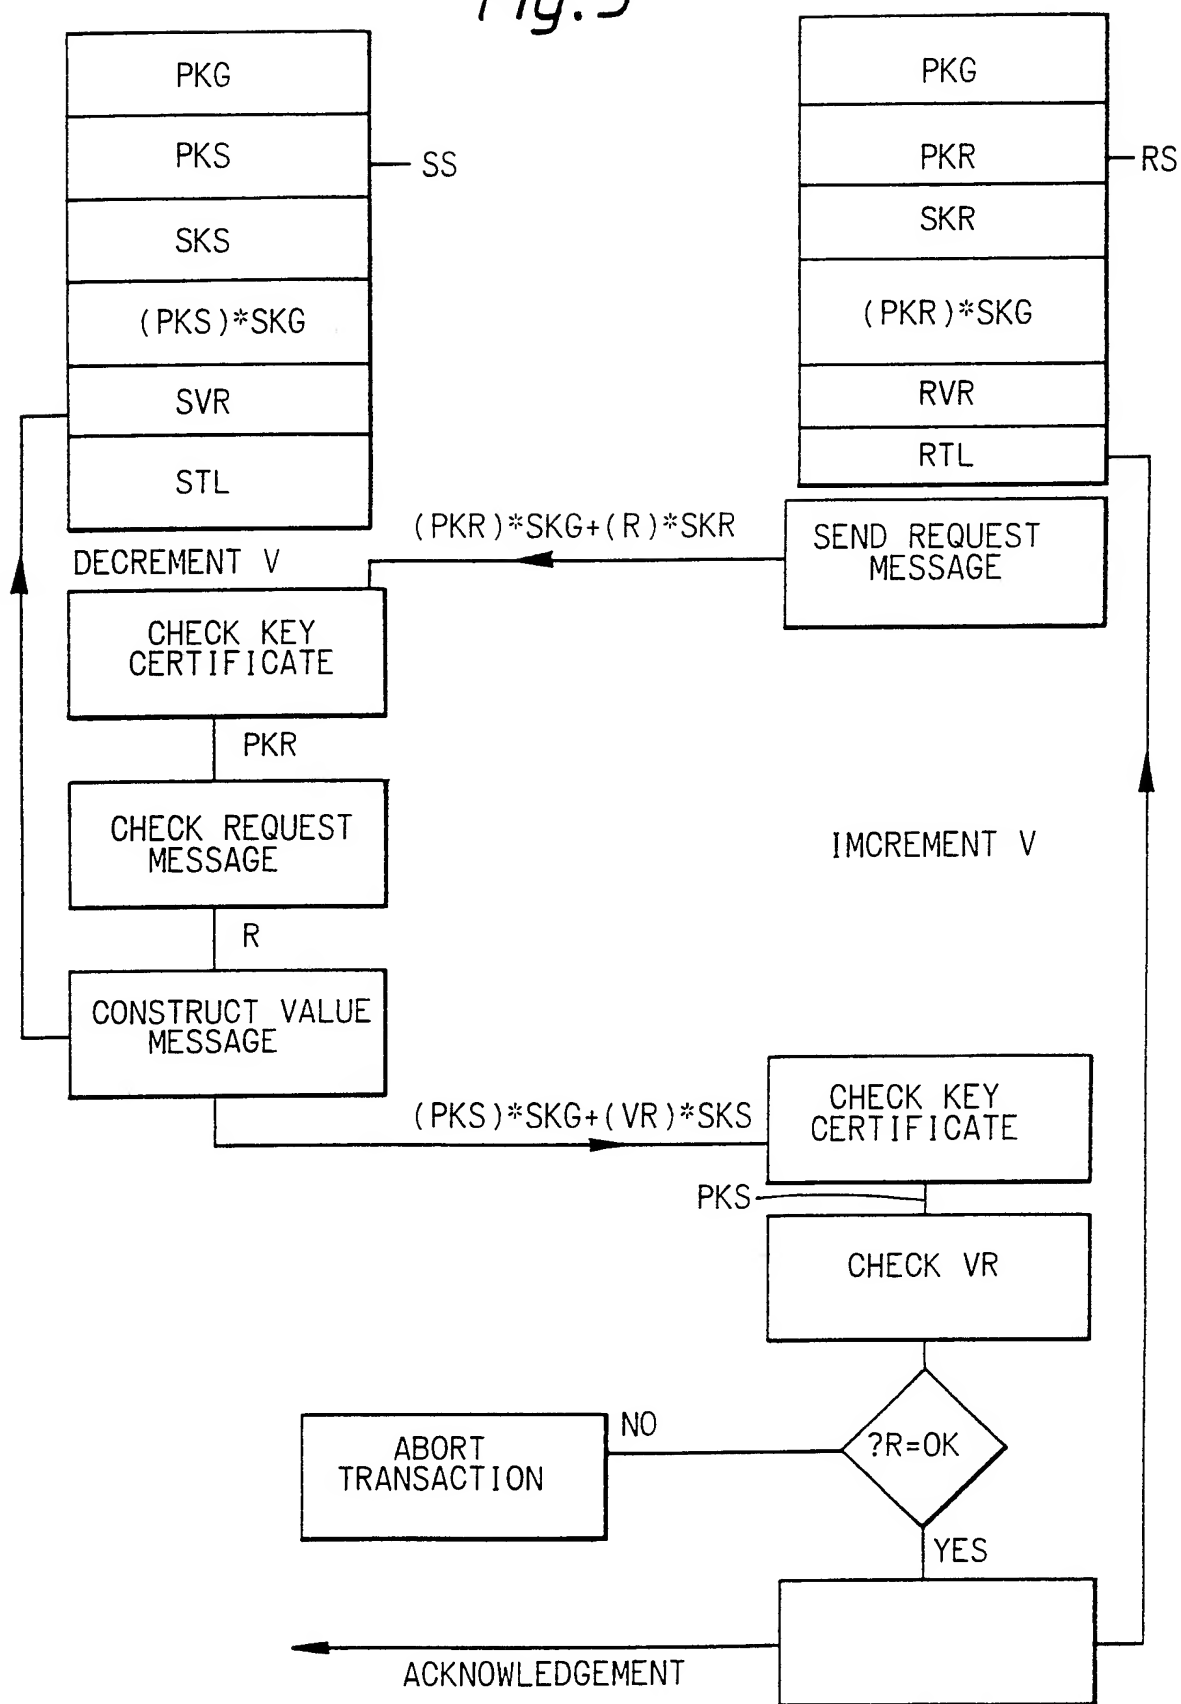 Fig. 3
PKG
PKS
SS
SKS
(PKS)*SKG
SVR
STL
PKG
PKR
RS
SKR
(PKR)*SKG
RVR
RTL
(PKR)*SKG+(R)*SKR
SEND REQUEST
MESSAGE
DECREMENT V
CHECK KEY
CERTIFICATE
PKR
CHECK REQUEST
MESSAGE
IMCREMENT V
R
CONSTRUCT VALUE
MESSAGE
(PKS)*SKG+(VR)*SKS
CHECK KEY
CERTIFICATE
PKS
CHECK VR
?R=OK
NO
ABORT
TRANSACTION
YES
ACKNOWLEDGEMENT